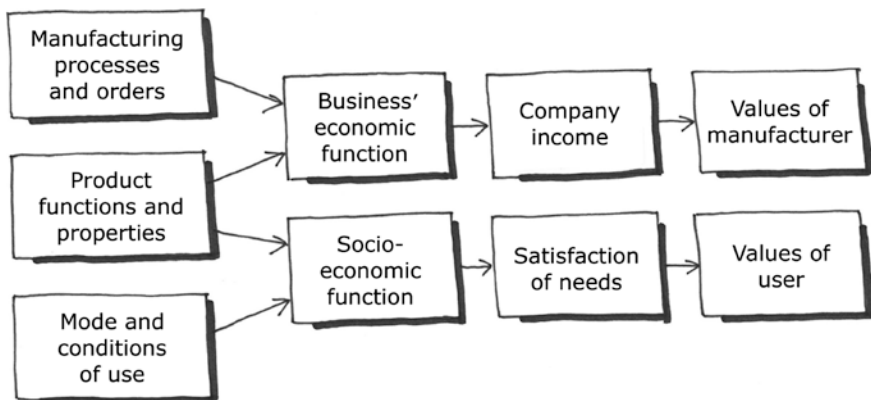 Manufacturing
processes
and orders
Product
functions and
properties
Mode and
conditions
of use
Business’
economic
function
Socio-
economic
function
Company
income
Satisfaction
of needs
Values of
manufacturer
Values of
user